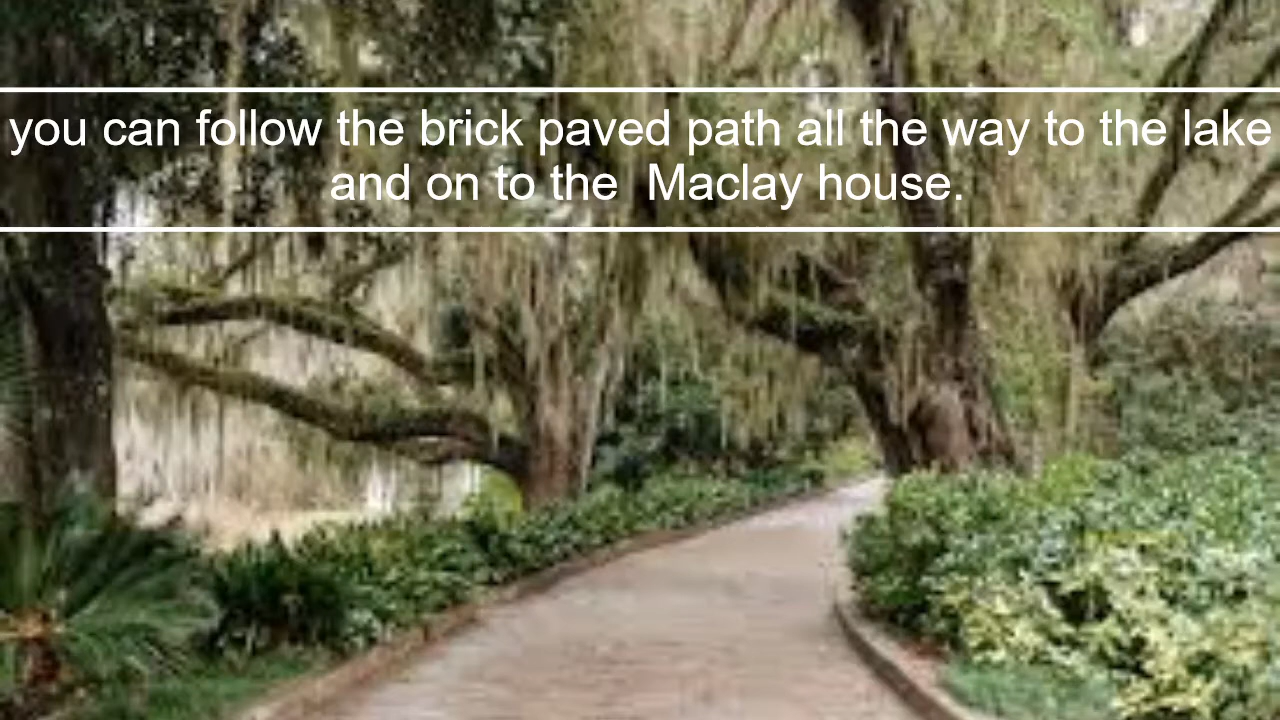 you can follow the brick paved path all the way to the lake
and on to the  Maclay house.